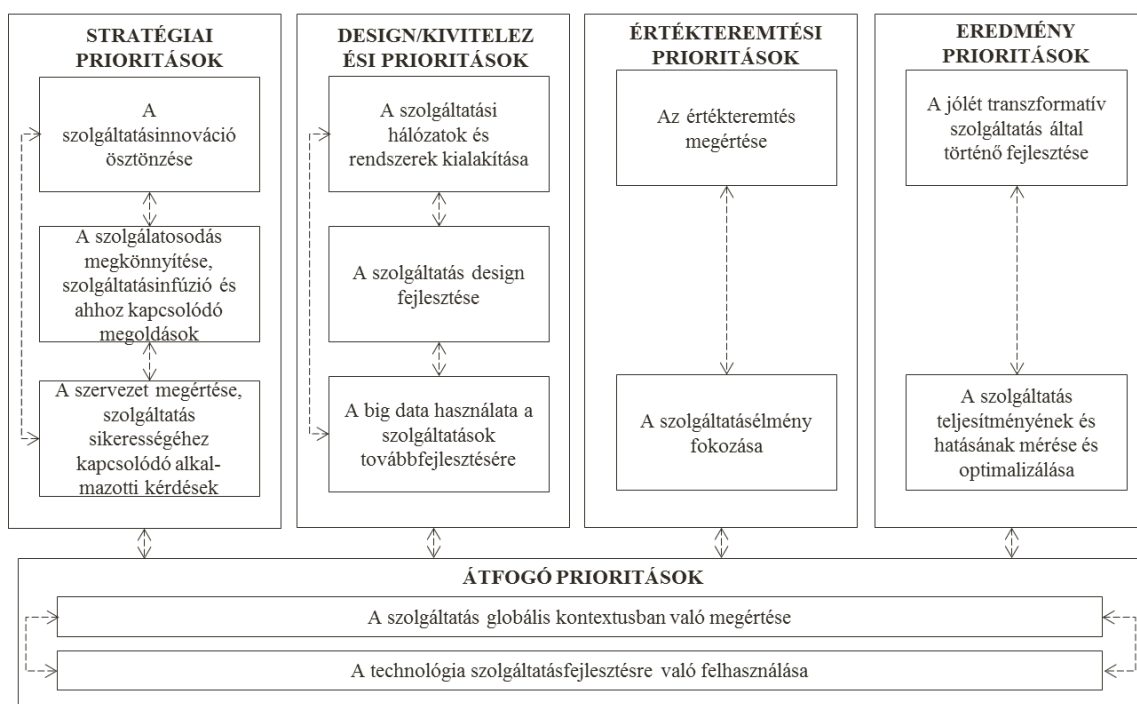 STRATÉGIAI
PRIORITÁSOK
A
szolgáltatásinnováció
ösztönzése
A szolgálatosodás
megkönnyítése,
szolgáltatásinfúzió és
ahhoz kapcsolódó
megoldások
A szervezet megértése,
szolgáltatás
sikerességéhez
kapcsolódó alkal-
mazotti kérdések
DESIGN/KIVITELEZ
ÉSI PRIORITÁSOK
A szolgáltatási
hálózatok és
rendszerek kialakítása
A szolgáltatás design
fejlesztése
A big data használata a
szolgáltatások
továbbfejlesztésére
ÉRTÉKTEREMTÉSI
PRIORITÁSOK
Az értékteremtés
megértése
A szolgáltatásélmény
fokozása
EREDMÉNY
PRIORITÁSOK
A jólét transzformatív
szolgáltatás által
történő fejlesztése
A szolgáltatás
teljesítményének és
hatásának mérése és
optimalizálása
ÁTFOGÓ PRIORITÁSOK
A szolgáltatás globális kontextusban való megértése
A technológia szolgáltatásfejlesztésre való felhasználása